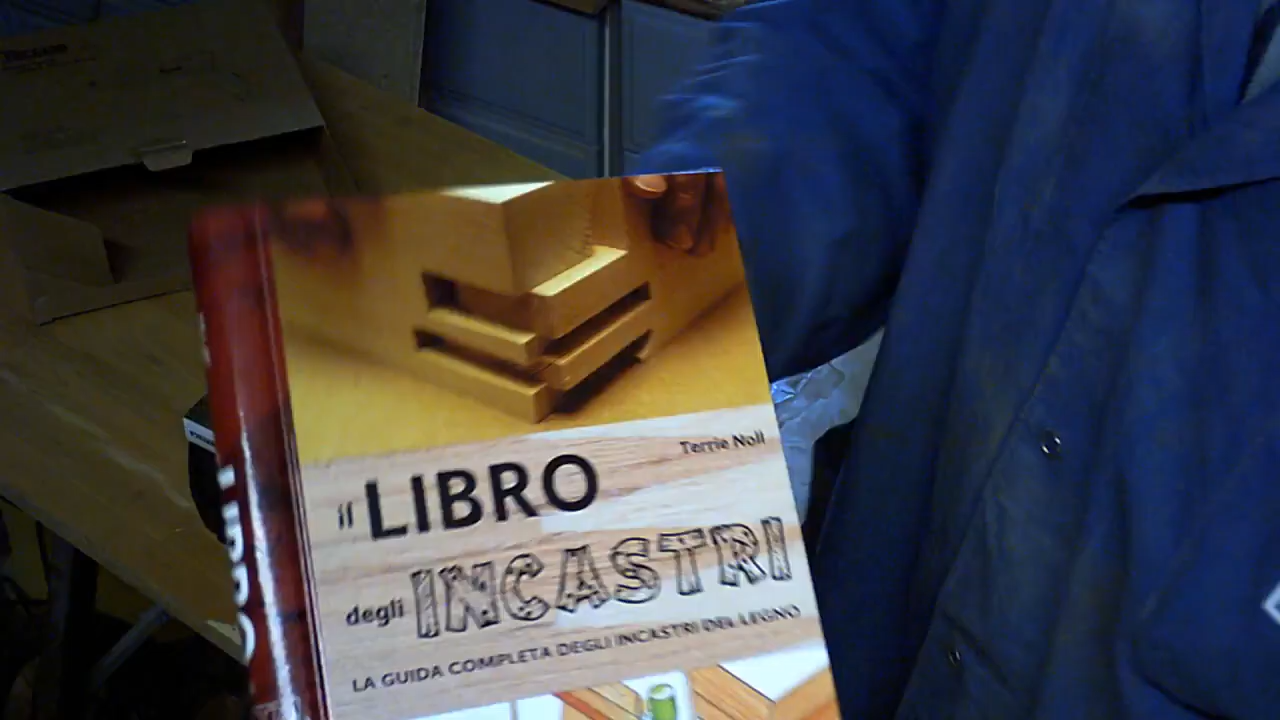 Terrie Noll
il LIBRO
degli INCASTRI
LA GUIDA COMPLETA DEGLI INCASTRI DEL LEGNO
LIBRO